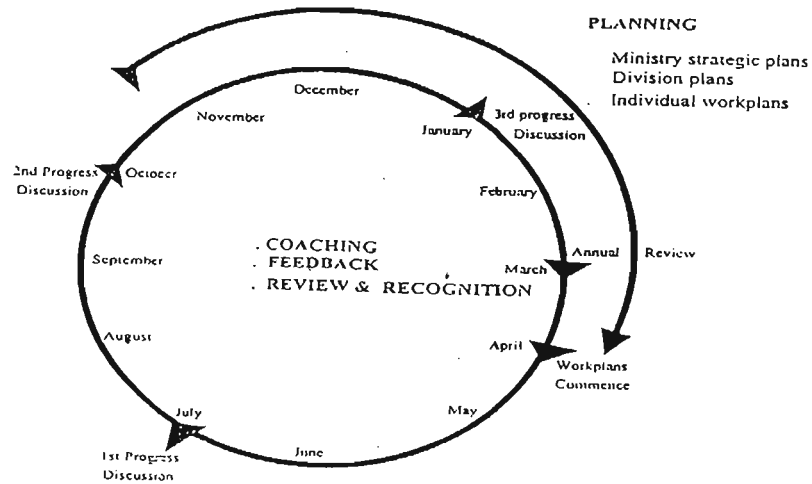 PLANNING
Ministry strategic plans
Division plans
Individual workplans
December
November
January
3rd progress
Discussion
2nd Progress
Discussion
October
February
September
. COACHING
. FEEDBACK
. REVIEW & RECOGNITION
March
Annual Review
August
April
Workplans
Commence
July
May
June
1st Progress
Discussion